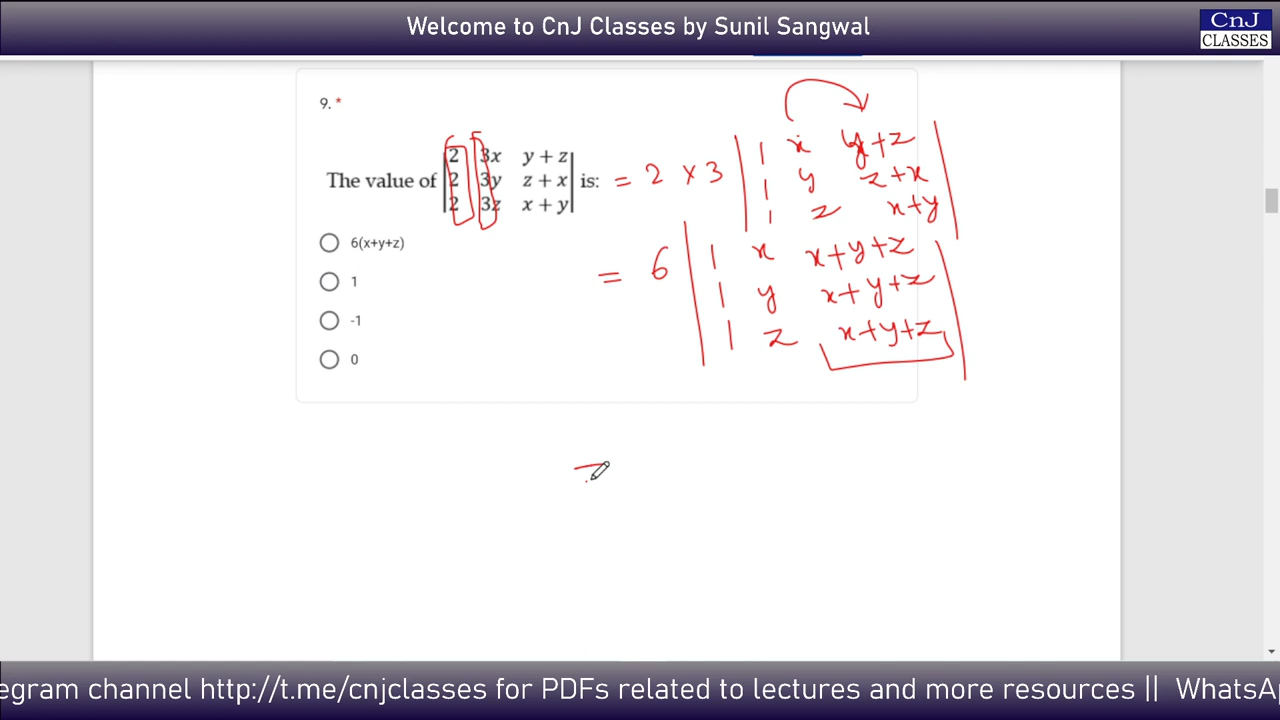 Welcome to CnJ Classes by Sunil Sangwal
CnJ
CLASSES
9. *
The value of |2 3x y + z|
|2 3y z + x| is:
|2 3z x + y|
= 2 × 3 |1 x y+z|
|1 y z+x|
|1 z x+y|
6(x+y+z)
1
-1
0
= 6 |1 x x+y+z|
|1 y x+y+z|
|1 z x+y+z|
egram channel http://t.me/cnjclasses for PDFs related to lectures and more resources || WhatsA